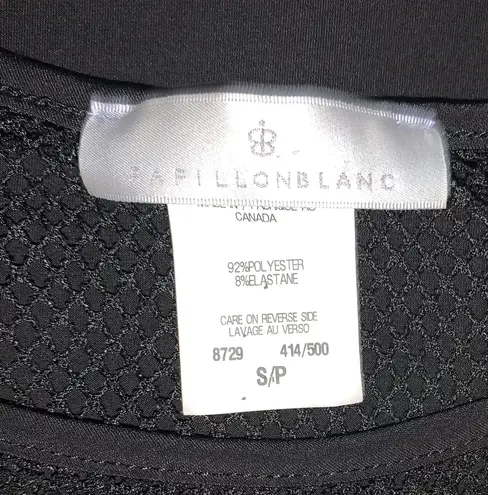 PAPILLONBLANC
CANADA
92%POLYESTER
8%ELASTANE
CARE ON REVERSE SIDE
LAVAGE AU VERSO
8729 414/500
S/P